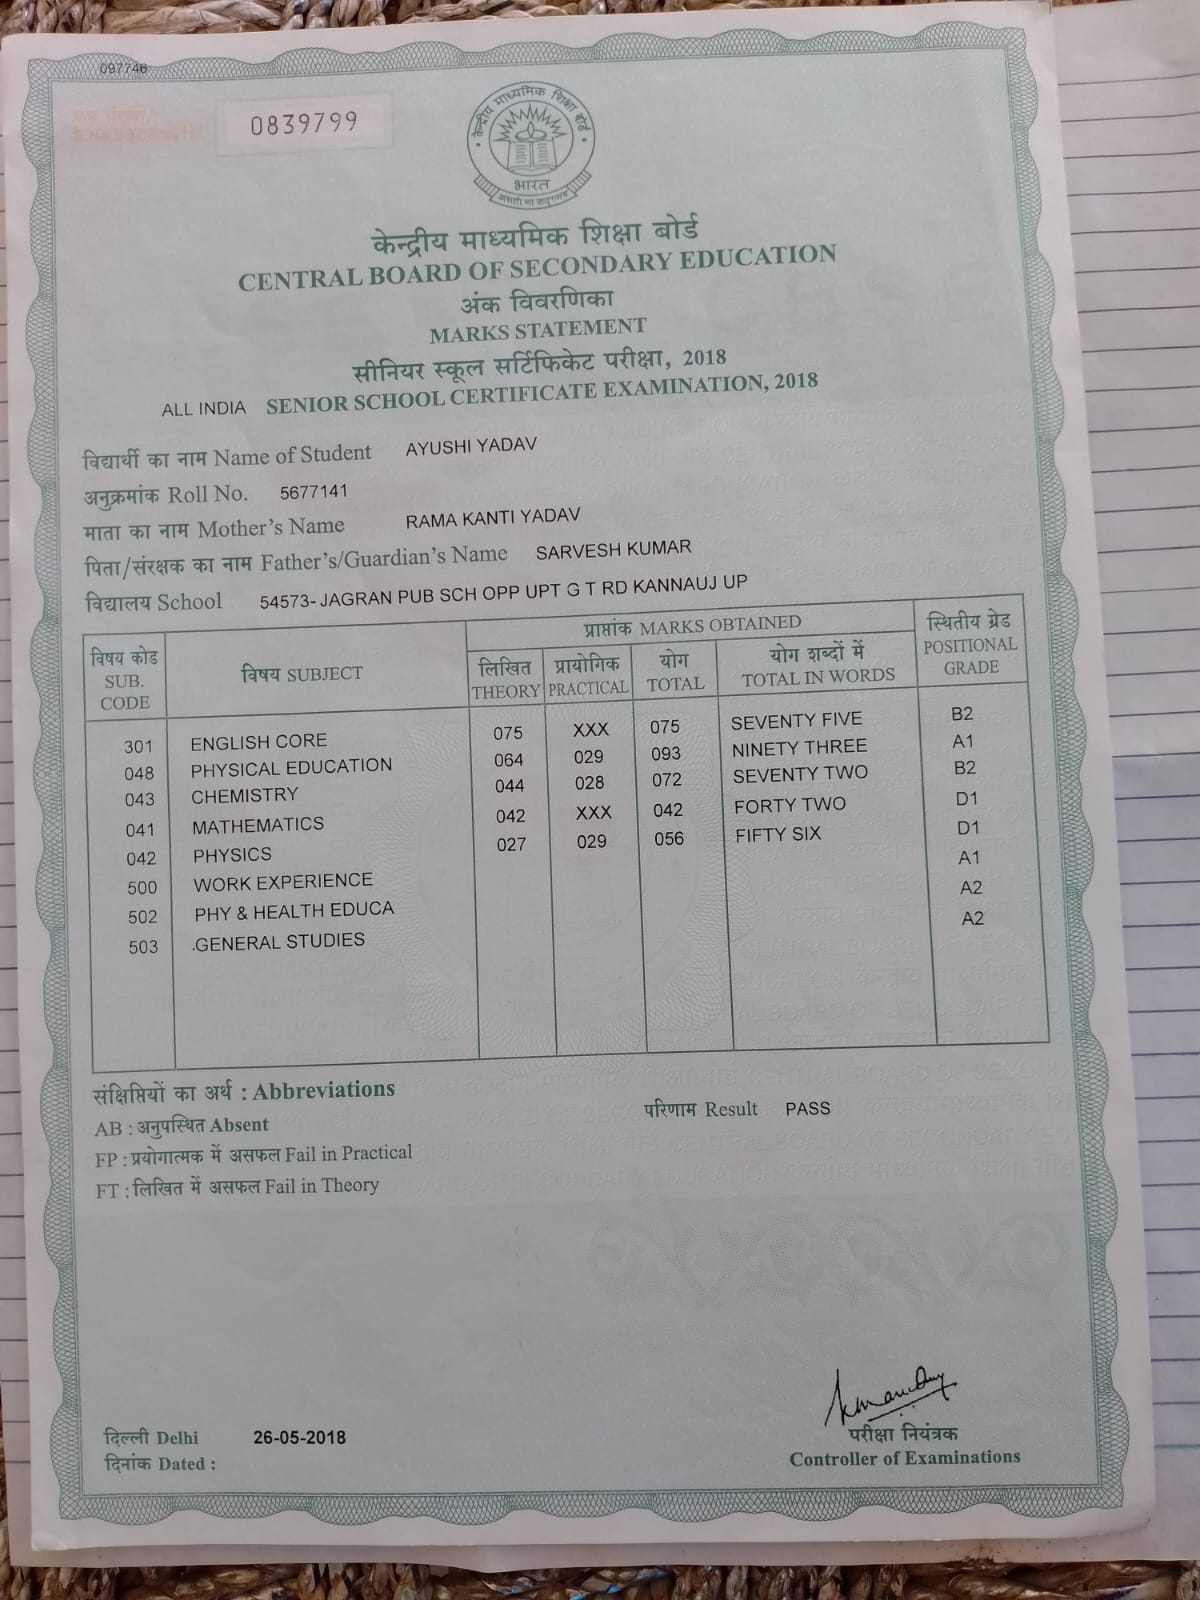 097746
क्रम संख्या
0839799
केन्द्रीय माध्यमिक शिक्षा बोर्ड
भारत
असतो मा सद्गमय
केन्द्रीय माध्यमिक शिक्षा बोर्ड
CENTRAL BOARD OF SECONDARY EDUCATION
अंक विवरणिका
MARKS STATEMENT
सीनियर स्कूल सर्टिफिकेट परीक्षा, 2018
ALL INDIA SENIOR SCHOOL CERTIFICATE EXAMINATION, 2018
विद्यार्थी का नाम Name of Student AYUSHI YADAV
अनुक्रमांक Roll No. 5677141
माता का नाम Mother's Name RAMA KANTI YADAV
पिता/संरक्षक का नाम Father's/Guardian's Name SARVESH KUMAR
विद्यालय School 54573- JAGRAN PUB SCH OPP UPT G T RD KANNAUJ UP
विषय कोड SUB. CODE विषय SUBJECT प्राप्तांक MARKS OBTAINED स्थितीय ग्रेड POSITIONAL GRADE
लिखित THEORY प्रायोगिक PRACTICAL योग TOTAL योग शब्दों में TOTAL IN WORDS
301 ENGLISH CORE 075 XXX 075 SEVENTY FIVE B2
048 PHYSICAL EDUCATION 064 029 093 NINETY THREE A1
043 CHEMISTRY 044 028 072 SEVENTY TWO B2
041 MATHEMATICS 042 XXX 042 FORTY TWO D1
042 PHYSICS 027 029 056 FIFTY SIX D1
500 WORK EXPERIENCE A1
502 PHY & HEALTH EDUCA A2
503 .GENERAL STUDIES A2
संक्षिप्तियों का अर्थ : Abbreviations
AB : अनुपस्थित Absent
परिणाम Result PASS
FP : प्रयोगात्मक में असफल Fail in Practical
FT : लिखित में असफल Fail in Theory
दिल्ली Delhi 26-05-2018
दिनांक Dated :
परीक्षा नियंत्रक
Controller of Examinations